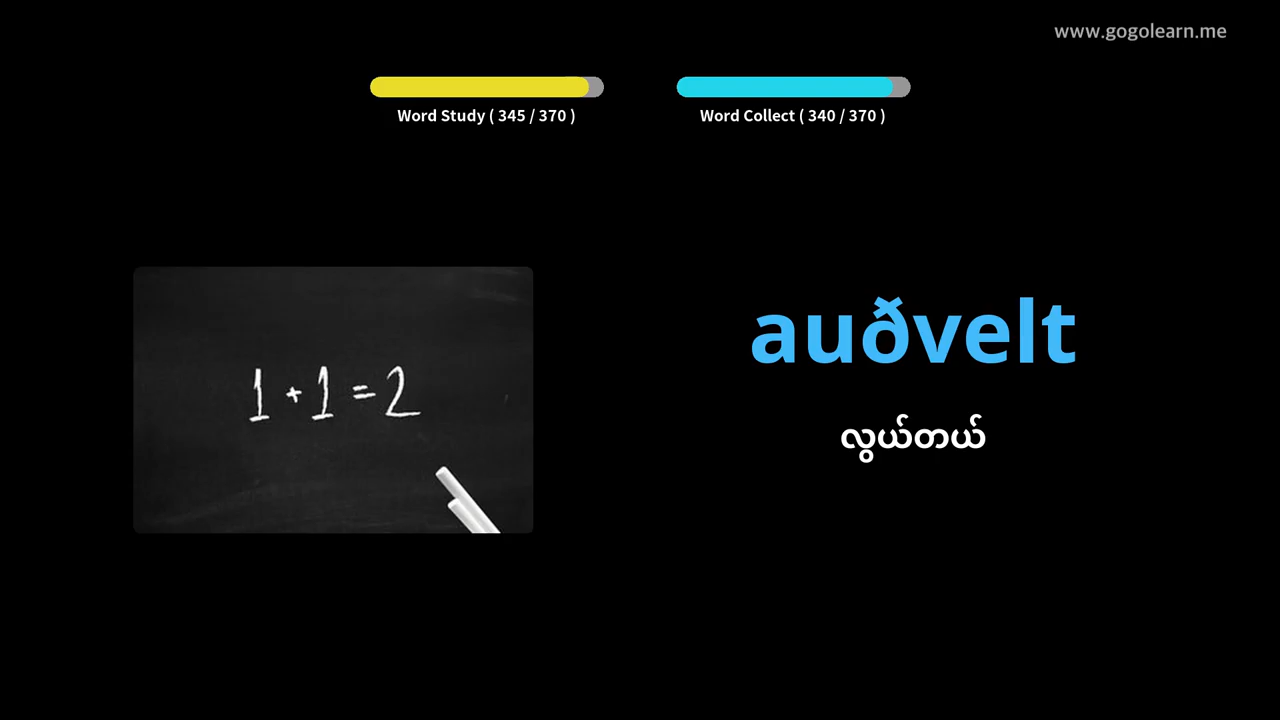 www.gogolearn.me
Word Study ( 345 / 370 )
Word Collect ( 340 / 370 )
1 + 1 = 2
auðvelt
လွယ်တယ်